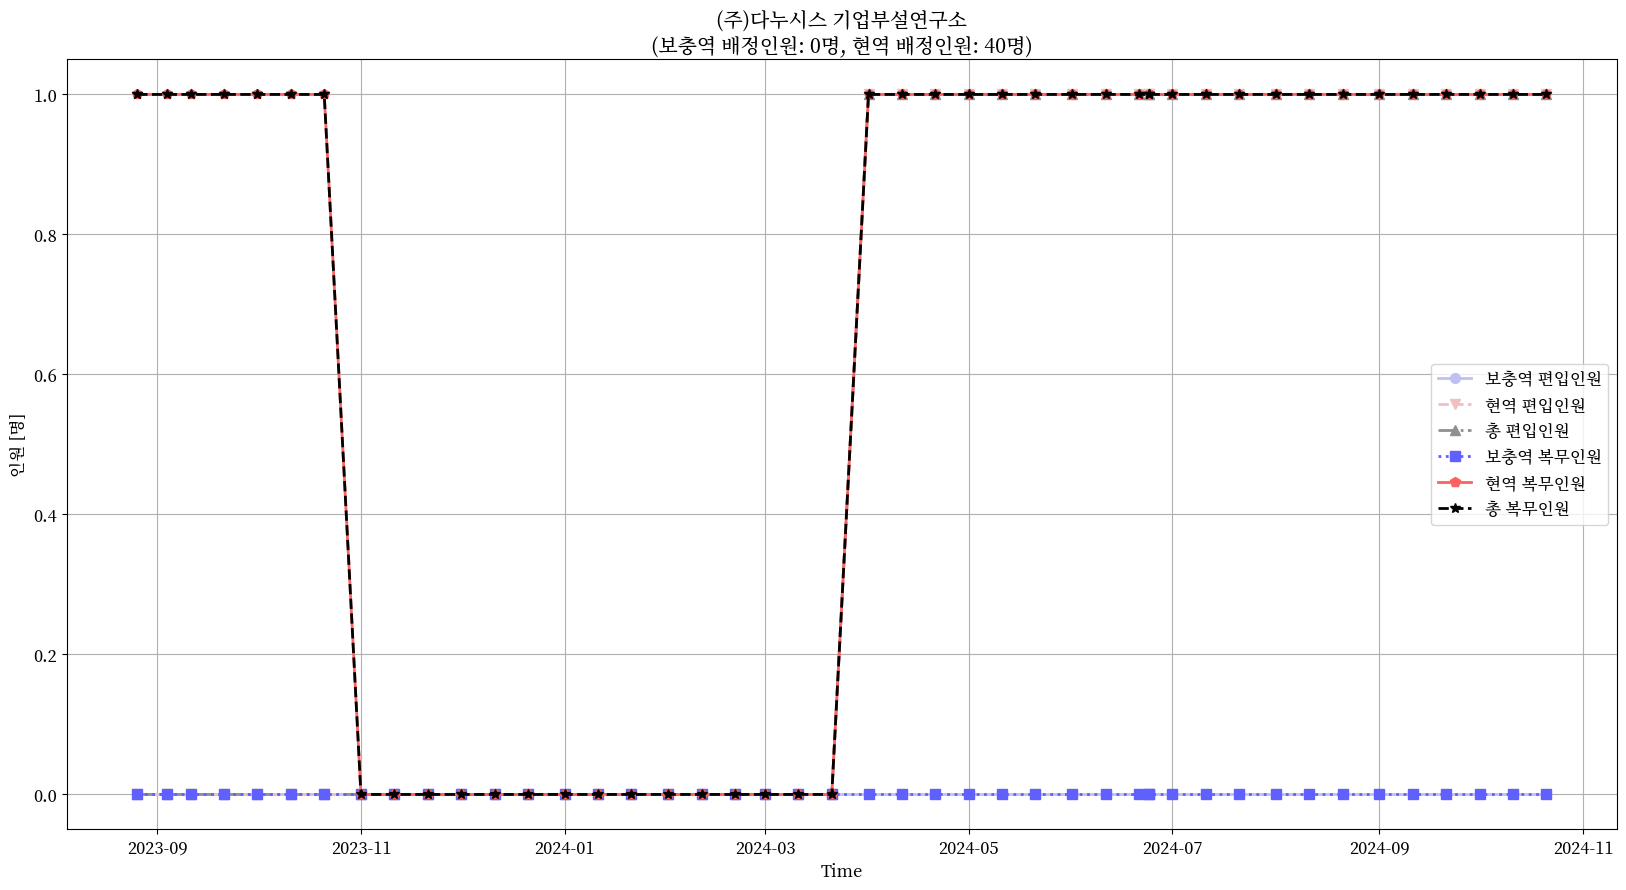 (주)다누시스 기업부설연구소
(보충역 배정인원: 0명, 현역 배정인원: 40명)
1.0
0.8
0.6
0.4
0.2
0.0
인원 [명]
보충역 편입인원
현역 편입인원
총 편입인원
보충역 복무인원
현역 복무인원
총 복무인원
2023-09
2023-11
2024-01
2024-03
2024-05
2024-07
2024-09
2024-11
Time